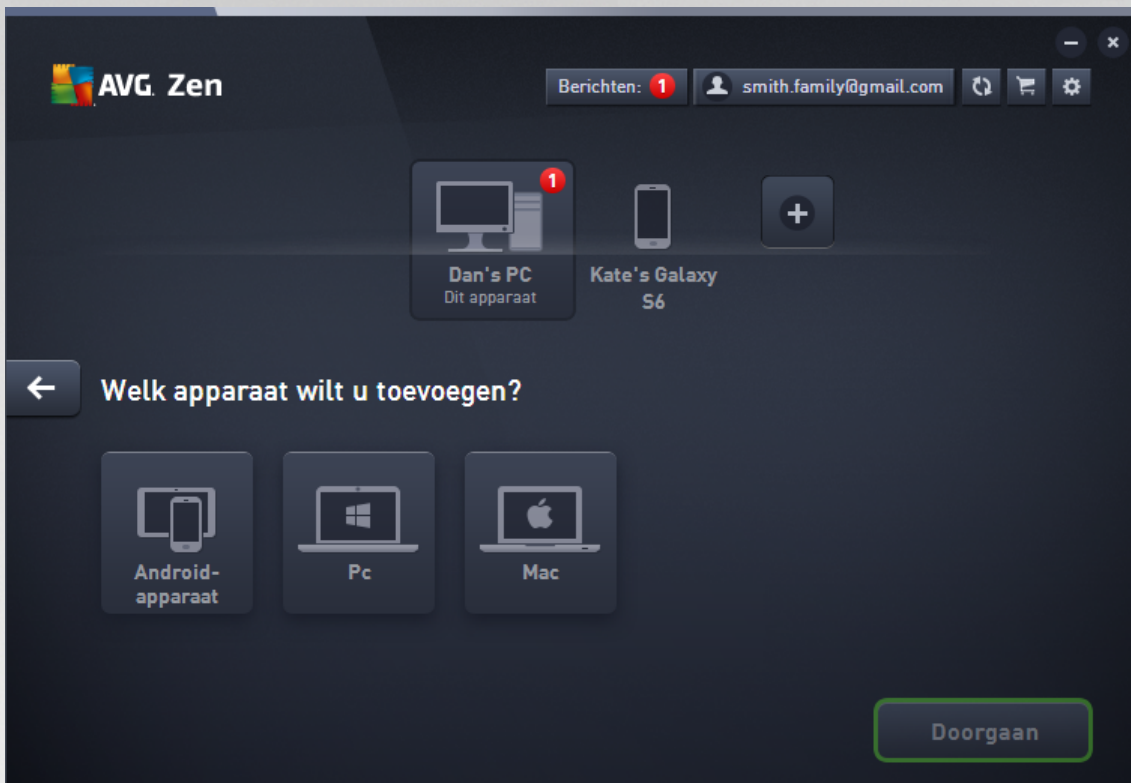 AVG. Zen
Berichten: 1
smith.family@gmail.com
1
Dan's PC
Dit apparaat
Kate's Galaxy
S6
Welk apparaat wilt u toevoegen?
Android-
apparaat
Pc
Mac
Doorgaan